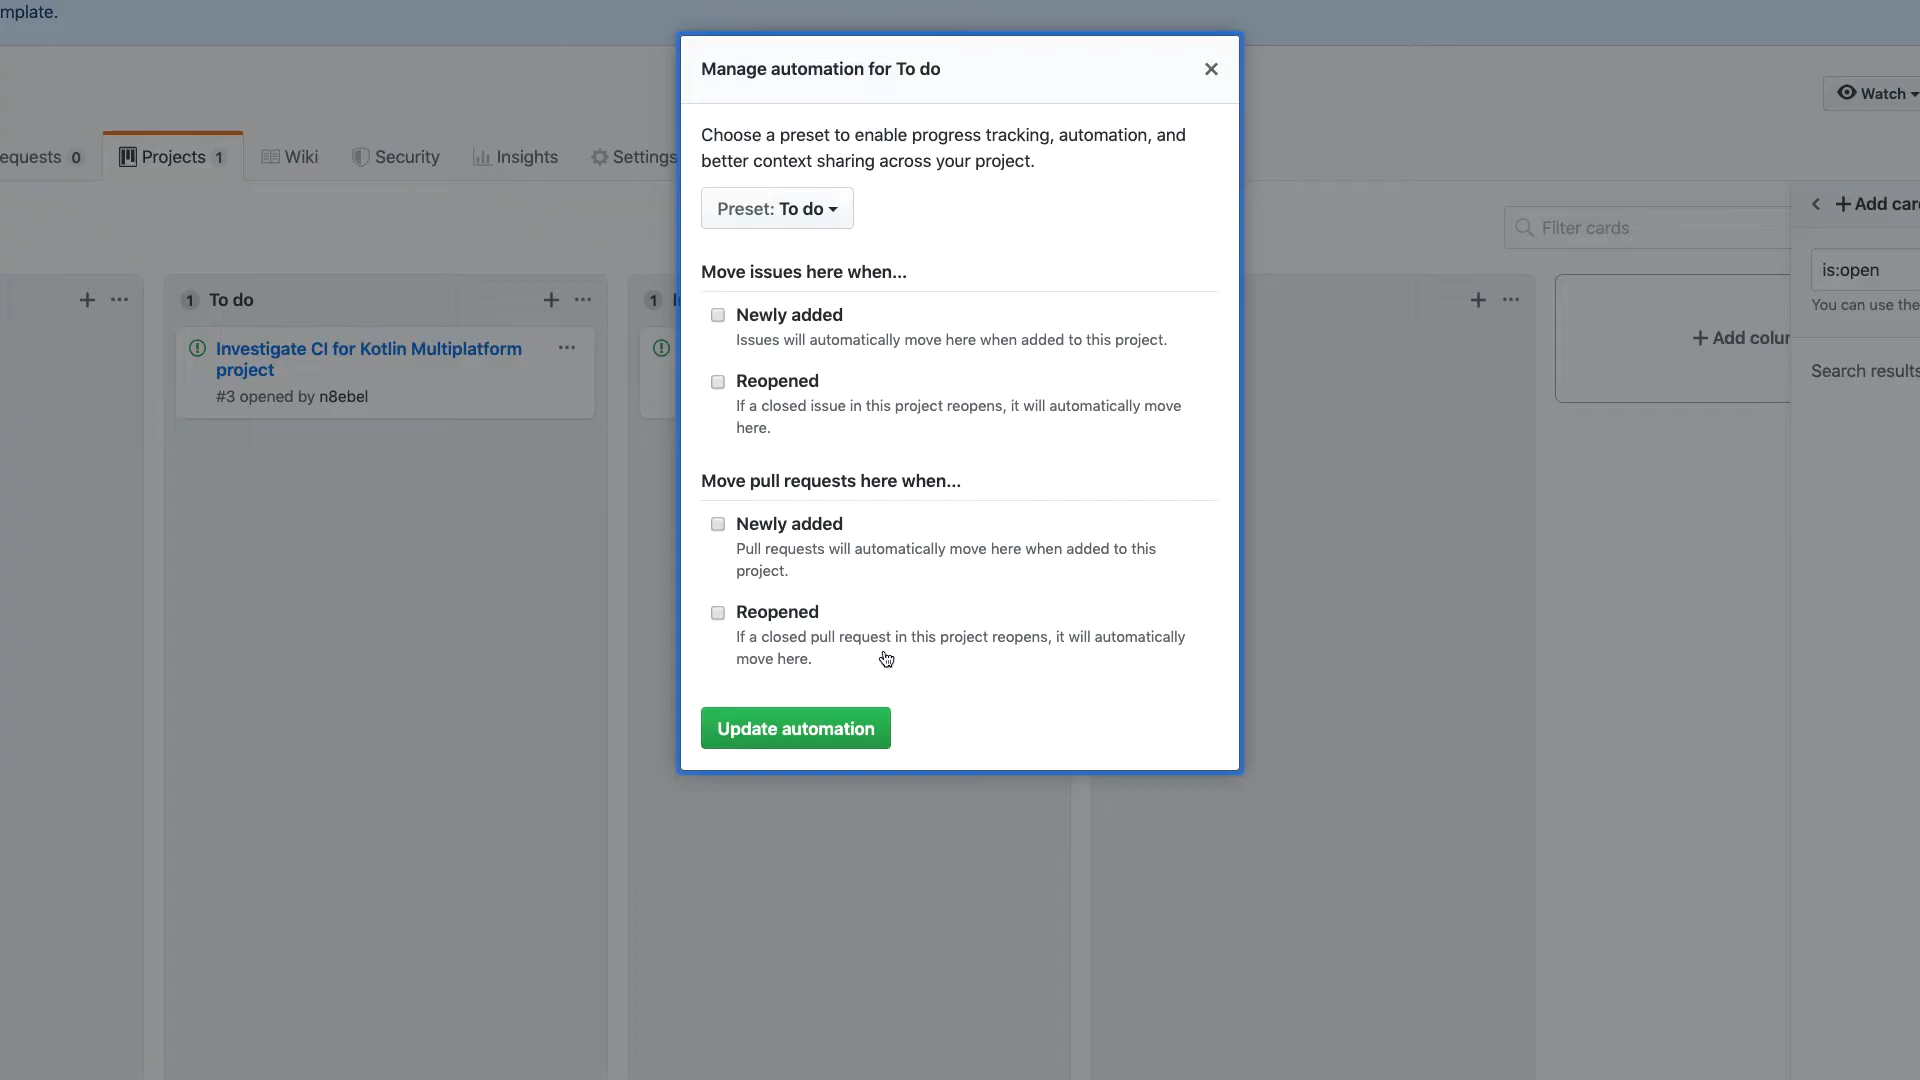 mplate.
Manage automation for To do
Watch
equests 0
Projects 1
Wiki
Security
Insights
Settings
Choose a preset to enable progress tracking, automation, and
better context sharing across your project.
Preset: To do
Add car
Filter cards
is:open
You can use the
Search results
1 To do
Investigate CI for Kotlin Multiplatform
project
#3 opened by n8ebel
1
Add colu
Move issues here when...
Newly added
Issues will automatically move here when added to this project.
Reopened
If a closed issue in this project reopens, it will automatically move
here.
Move pull requests here when...
Newly added
Pull requests will automatically move here when added to this
project.
Reopened
If a closed pull request in this project reopens, it will automatically
move here.
Update automation